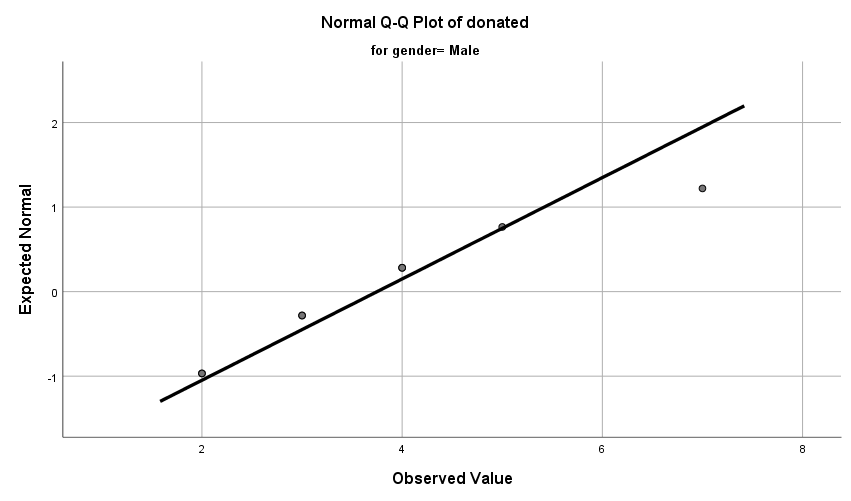 Normal Q-Q Plot of donated
for gender= Male
Expected Normal
2
1
0
-1
2
4
6
8
Observed Value